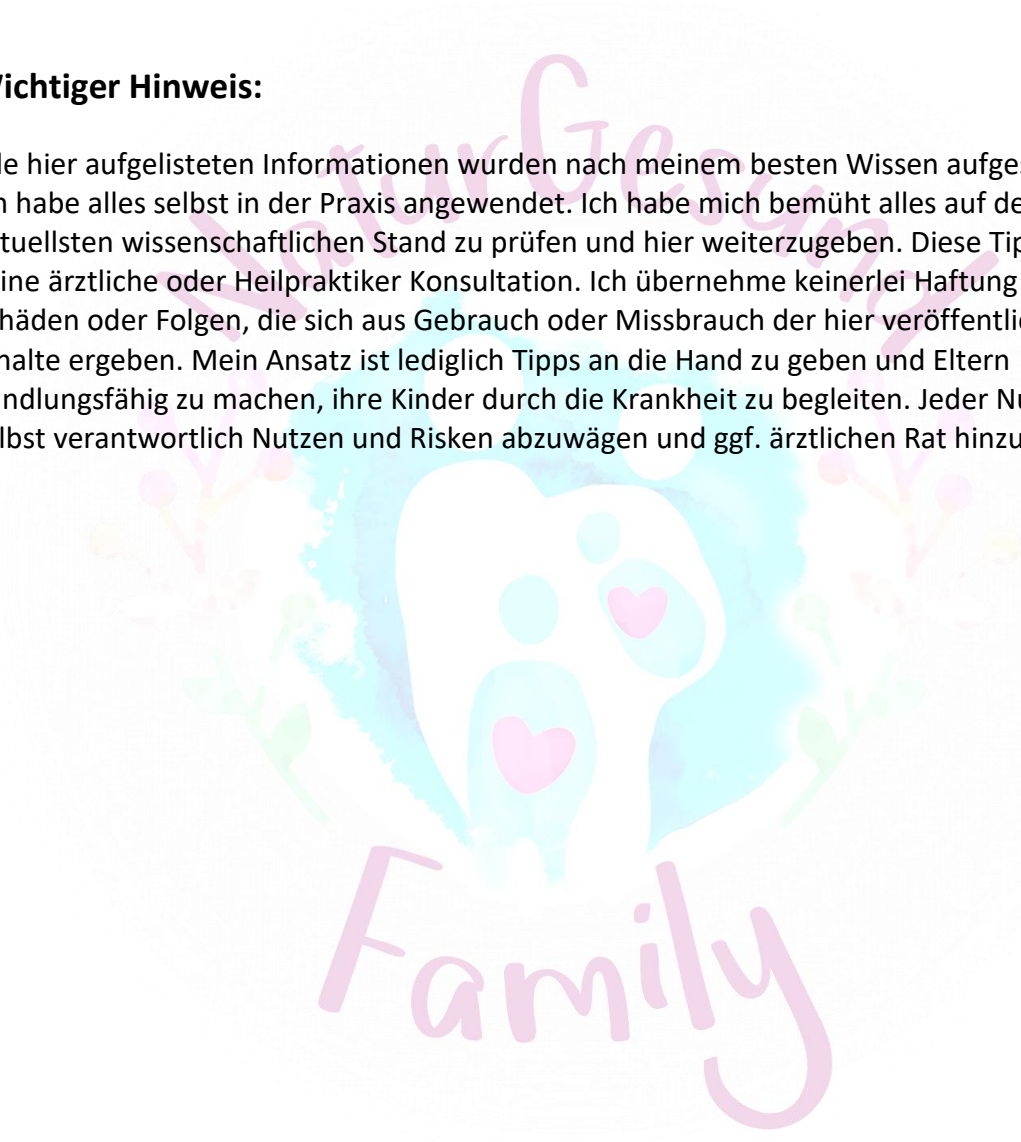 ichtiger Hinweis:
le hier aufgelisteten Informationen wurden nach meinem besten Wissen aufges
h habe alles selbst in der Praxis angewendet. Ich habe mich bemüht alles auf de
tuellsten wissenschaftlichen Stand zu prüfen und hier weiterzugeben. Diese Tip
ine ärztliche oder Heilpraktiker Konsultation. Ich übernehme keinerlei Haftung
häden oder Folgen, die sich aus Gebrauch oder Missbrauch der hier veröffentlic
halte ergeben. Mein Ansatz ist lediglich Tipps an die Hand zu geben und Eltern
ndlungsfähig zu machen, ihre Kinder durch die Krankheit zu begleiten. Jeder Nu
lbst verantwortlich Nutzen und Risken abzuwägen und ggf. ärztlichen Rat hinzu
NaturGesund
Family